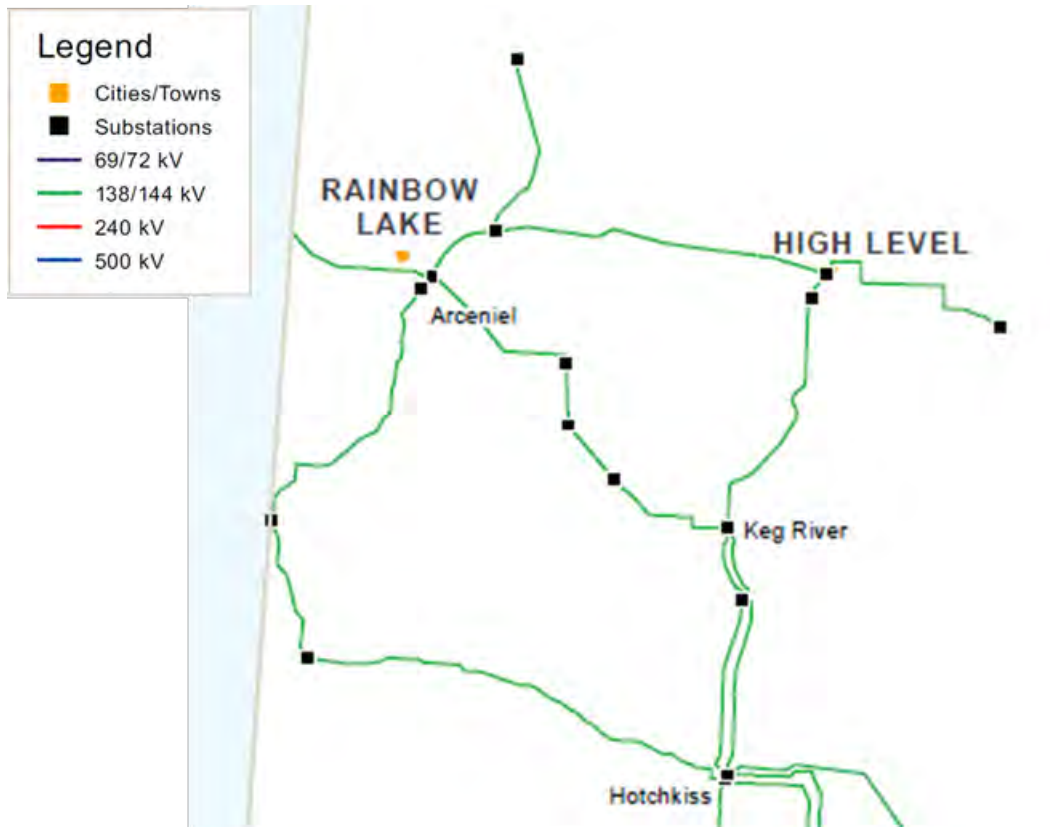 Legend
Cities/Towns
Substations
69/72 kV
138/144 kV
240 kV
500 kV
RAINBOW
LAKE
HIGH LEVEL
Arceniel
Keg River
Hotchkiss